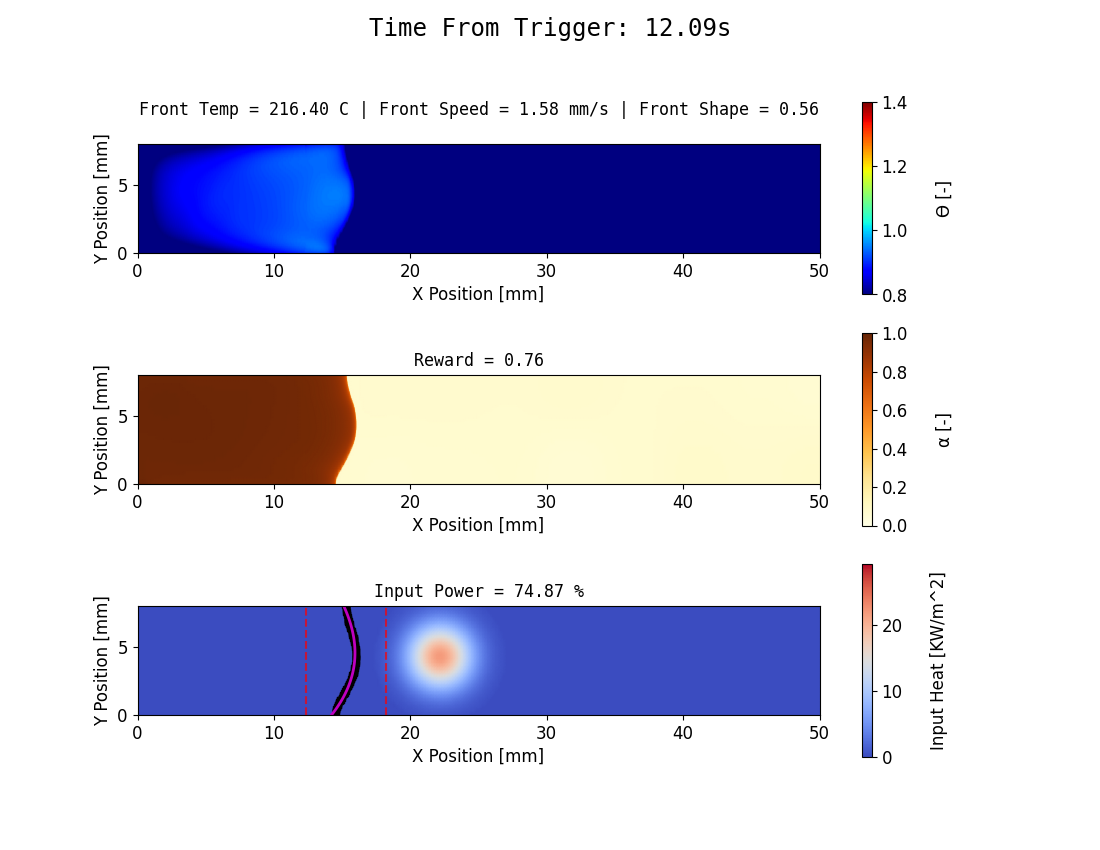 Time From Trigger: 12.09s
Front Temp = 216.40 C | Front Speed = 1.58 mm/s | Front Shape = 0.56
Y Position [mm]
5
0
0 10 20 30 40 50
X Position [mm]
1.4
1.2
1.0
0.8
Θ [-]
Reward = 0.76
Y Position [mm]
5
0
0 10 20 30 40 50
X Position [mm]
1.0
0.8
0.6
0.4
0.2
0.0
α [-]
Input Power = 74.87 %
Y Position [mm]
5
0
0 10 20 30 40 50
X Position [mm]
20
10
0
Input Heat [KW/m^2]